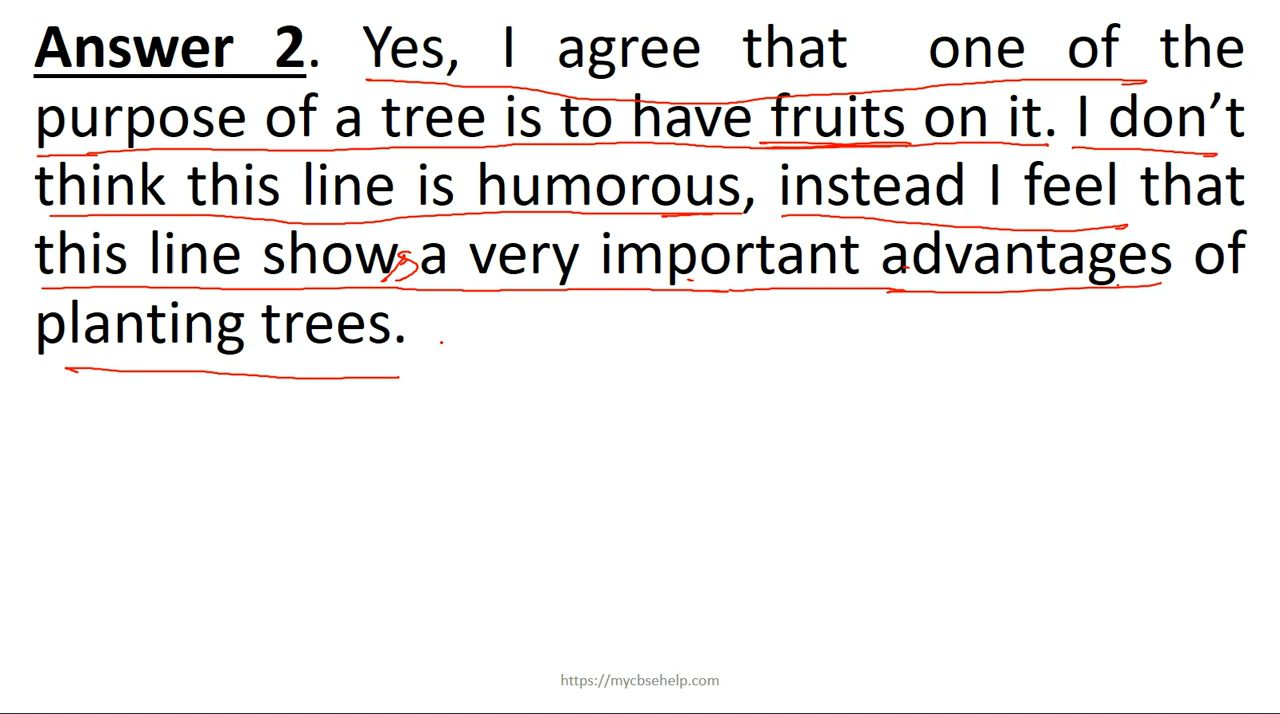 Answer 2. Yes, I agree that one of the
purpose of a tree is to have fruits on it. I don’t
think this line is humorous, instead I feel that
this line shows a very important advantages of
planting trees.
https://mycbsehelp.com